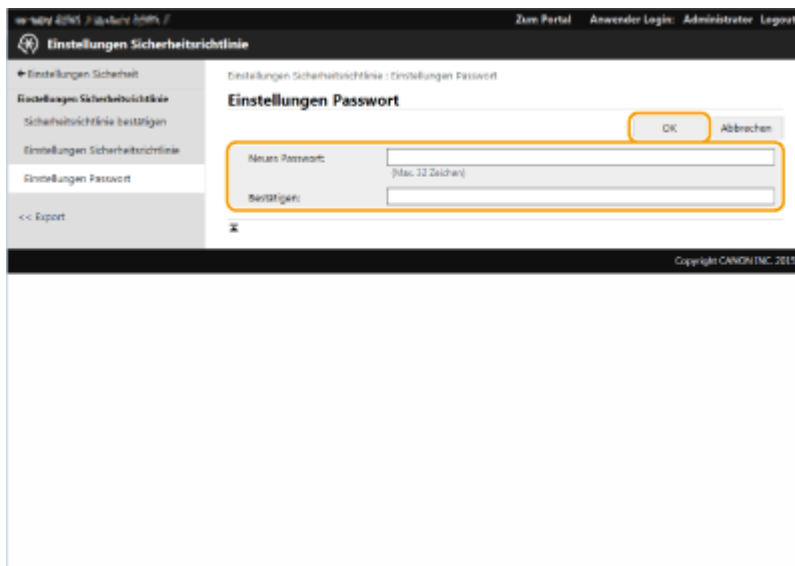 Zum Portal Anwender Login: Administrator Logout
Einstellungen Sicherheitsrichtlinie
Einstellungen Sicherheit
Einstellungen Sicherheitsrichtlinie : Einstellungen Passwort
Einstellungen Sicherheitsrichtlinie
Einstellungen Passwort
Sicherheitsrichtlinie bestätigen
OK Abbrechen
Einstellungen Sicherheitsrichtlinie
Neues Passwort:
(Max. 32 Zeichen)
Einstellungen Passwort
Bestätigen:
<< Export
Copyright CANON INC. 2015